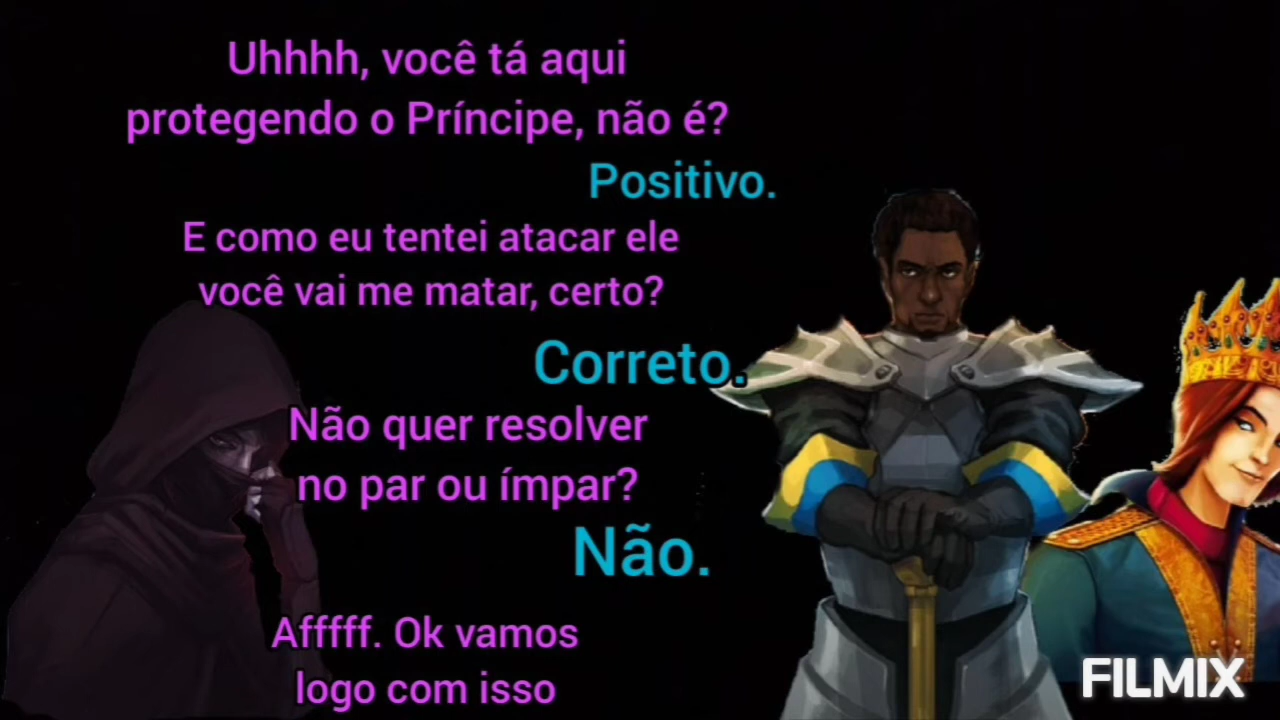 Uhhhh, você tá aqui
protegendo o Príncipe, não é?
Positivo.
E como eu tentei atacar ele
você vai me matar, certo?
Correto.
Não quer resolver
no par ou ímpar?
Não.
Afffff. Ok vamos
logo com isso
FILMIX